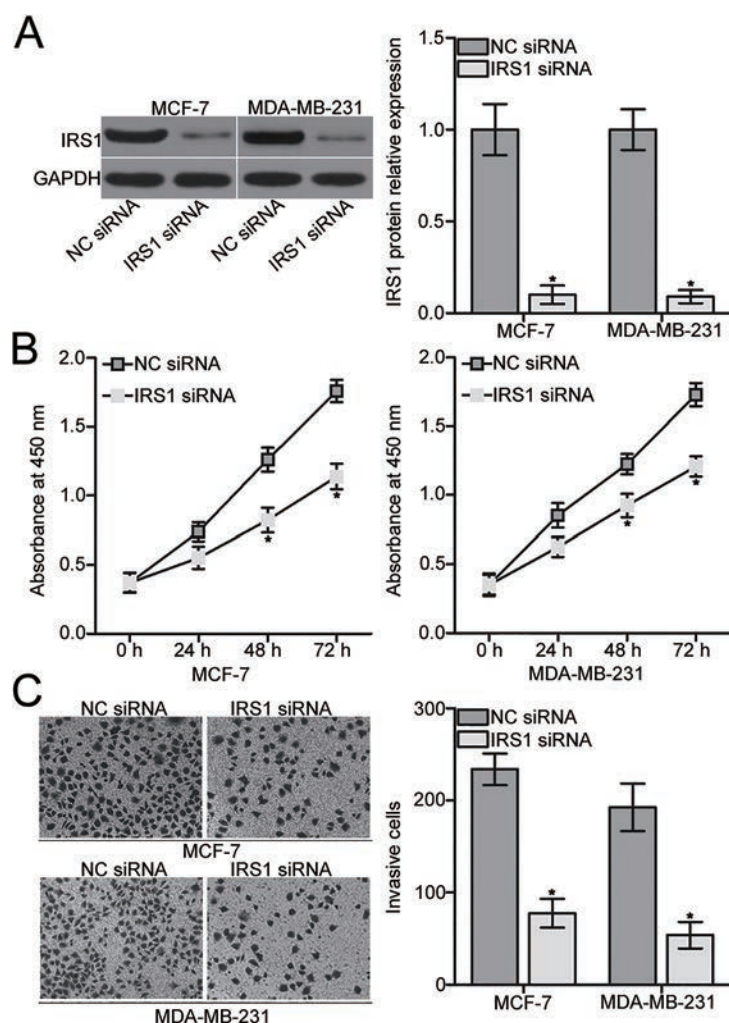 A
MCF-7 MDA-MB-231
IRS1
GAPDH
NC siRNA
IRS1 siRNA
NC siRNA
IRS1 siRNA
NC siRNA
IRS1 siRNA
IRS1 protein relative expression
1.5
1.0
0.5
0.0
* *
MCF-7 MDA-MB-231
B
NC siRNA
IRS1 siRNA
Absorbance at 450 nm
2.0
1.5
1.0
0.5
0.0
* *
0 h 24 h 48 h 72 h
MCF-7
NC siRNA
IRS1 siRNA
Absorbance at 450 nm
2.0
1.5
1.0
0.5
0.0
* *
0 h 24 h 48 h 72 h
MDA-MB-231
C
NC siRNA IRS1 siRNA
MCF-7
NC siRNA IRS1 siRNA
MDA-MB-231
NC siRNA
IRS1 siRNA
Invasive cells
300
200
100
0
* *
MCF-7 MDA-MB-231